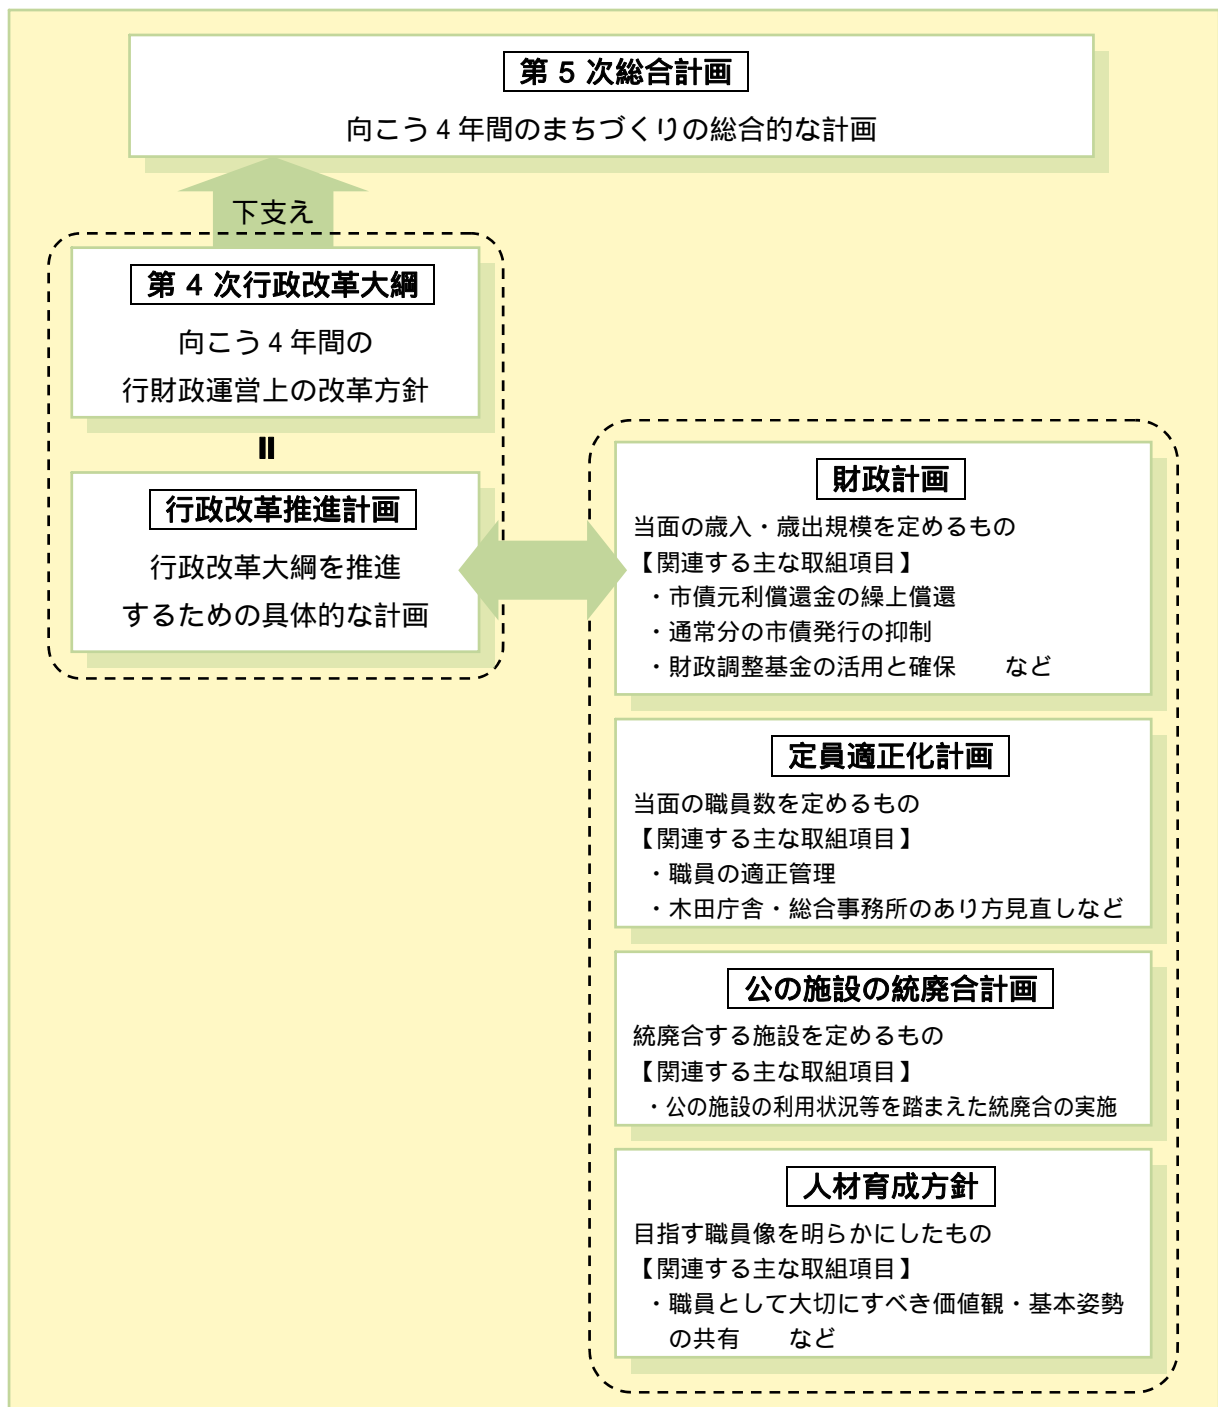 第5次総合計画
向こう4年間のまちづくりの総合的な計画
下支え
第4次行政改革大綱
向こう4年間の
行財政運営上の改革方針
=
行政改革推進計画
行政改革大綱を推進
するための具体的な計画
財政計画
当面の歳入・歳出規模を定めるもの
【関連する主な取組項目】
・市債元利償還金の繰上償還
・通常分の市債発行の抑制
・財政調整基金の活用と確保　　など
定員適正化計画
当面の職員数を定めるもの
【関連する主な取組項目】
・職員の適正管理
・木田庁舎・総合事務所のあり方見直しなど
公の施設の統廃合計画
統廃合する施設を定めるもの
【関連する主な取組項目】
・公の施設の利用状況等を踏まえた統廃合の実施
人材育成方針
目指す職員像を明らかにしたもの
【関連する主な取組項目】
・職員として大切にすべき価値観・基本姿勢
の共有　　など